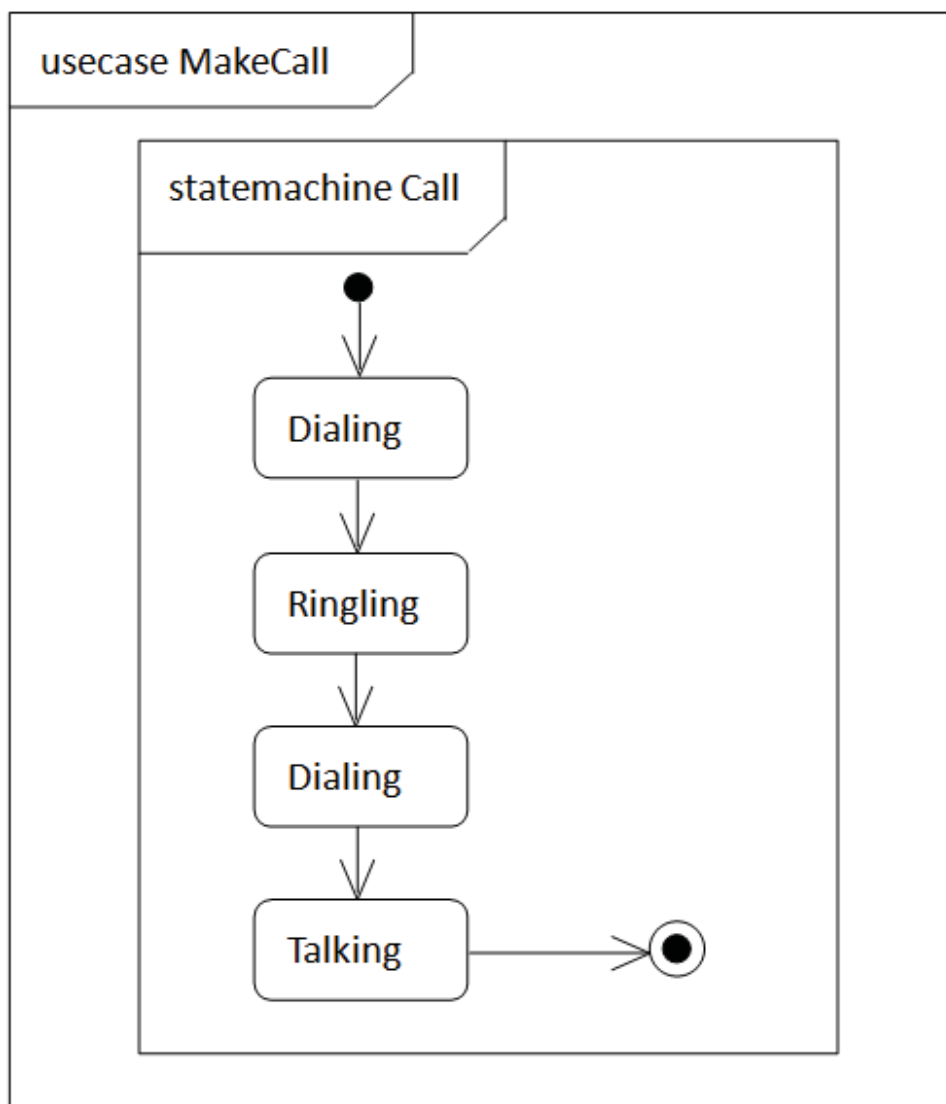 usecase MakeCall
statemachine Call
Dialing
Ringling
Dialing
Talking